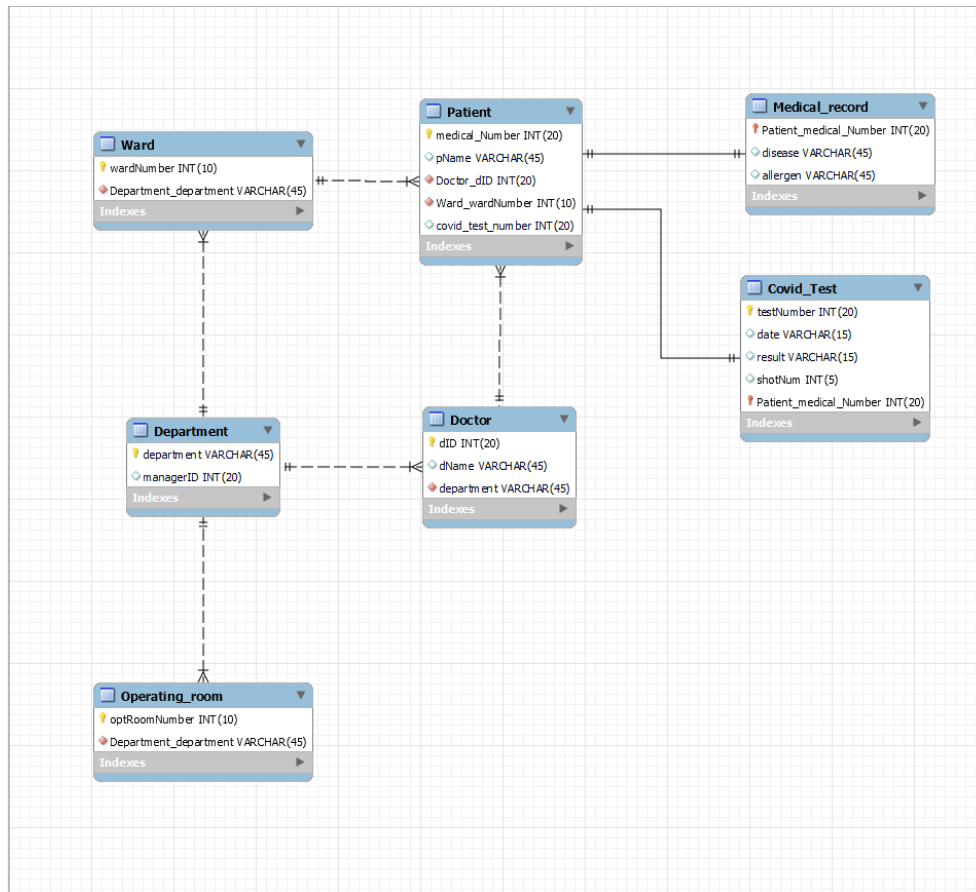 Patient
medical_Number INT(20)
pName VARCHAR(45)
Doctor_dID INT(20)
Ward_wardNumber INT(10)
covid_test_number INT(20)
Indexes
Medical_record
Patient_medical_Number INT(20)
disease VARCHAR(45)
allergen VARCHAR(45)
Indexes
Ward
wardNumber INT(10)
Department_department VARCHAR(45)
Indexes
Covid_Test
testNumber INT(20)
date VARCHAR(15)
result VARCHAR(15)
shotNum INT(5)
Patient_medical_Number INT(20)
Indexes
Department
department VARCHAR(45)
managerID INT(20)
Indexes
Doctor
dID INT(20)
dName VARCHAR(45)
department VARCHAR(45)
Indexes
Operating_room
optRoomNumber INT(10)
Department_department VARCHAR(45)
Indexes